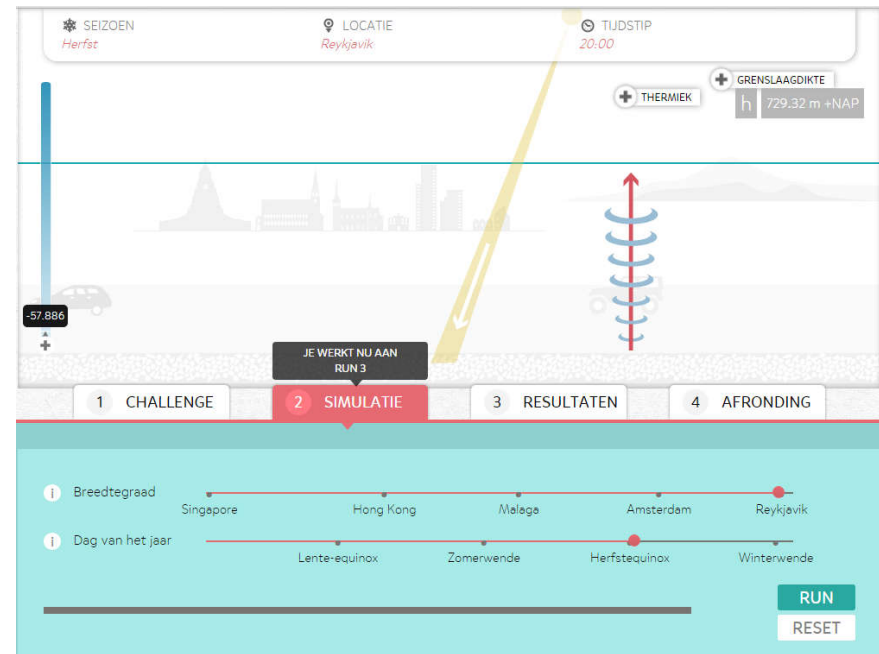 SEIZOEN
Herfst
LOCATIE
Reykjavik
TIJDSTIP
20:00
GRENSLAAGDIKTE
THERMIEK
h 729.32 m +NAP
-57.886
JE WERKT NU AAN
RUN 3
1 CHALLENGE
2 SIMULATIE
3 RESULTATEN
4 AFRONDING
i Breedtegraad
Singapore Hong Kong Malaga Amsterdam Reykjavik
i Dag van het jaar
Lente-equinox Zomerwende Herfstequinox Winterwende
RUN
RESET